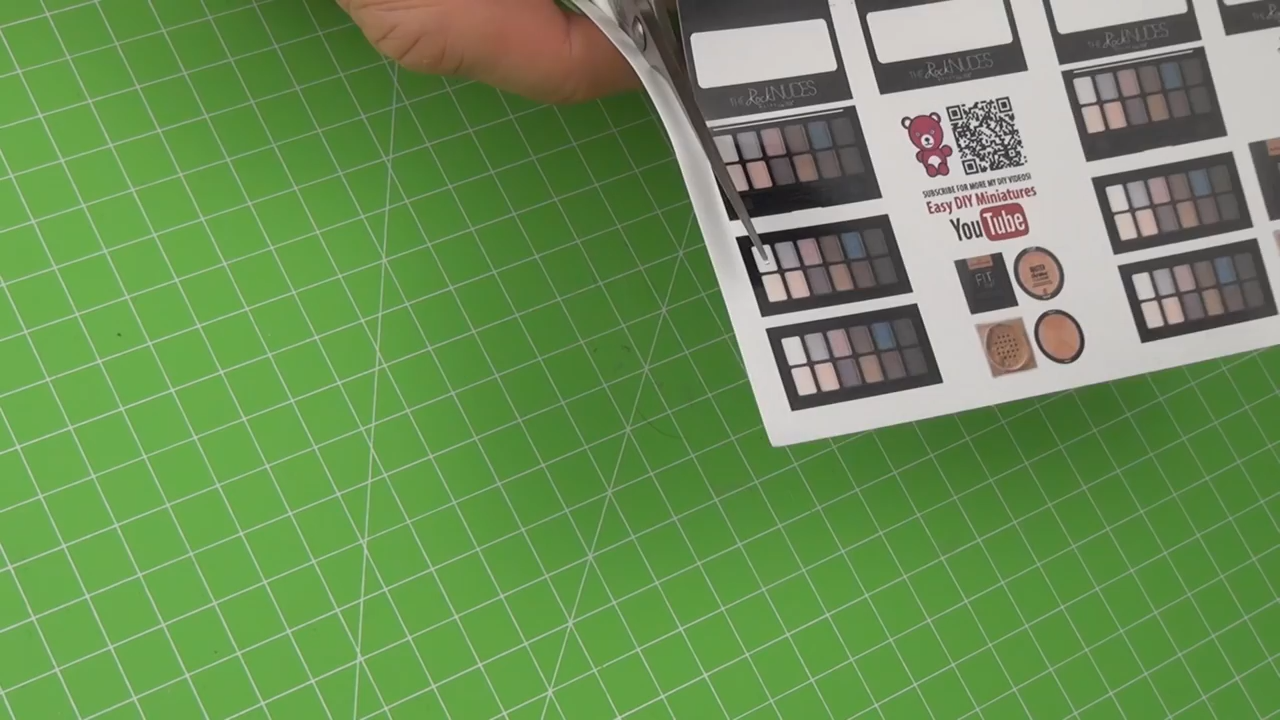 THE Rock NUDES
THE Rock NUDES
THE Rock NUDES
SUBSCRIBE FOR MORE MY DIY VIDEOS!
Easy DIY Miniatures
YouTube
FIT